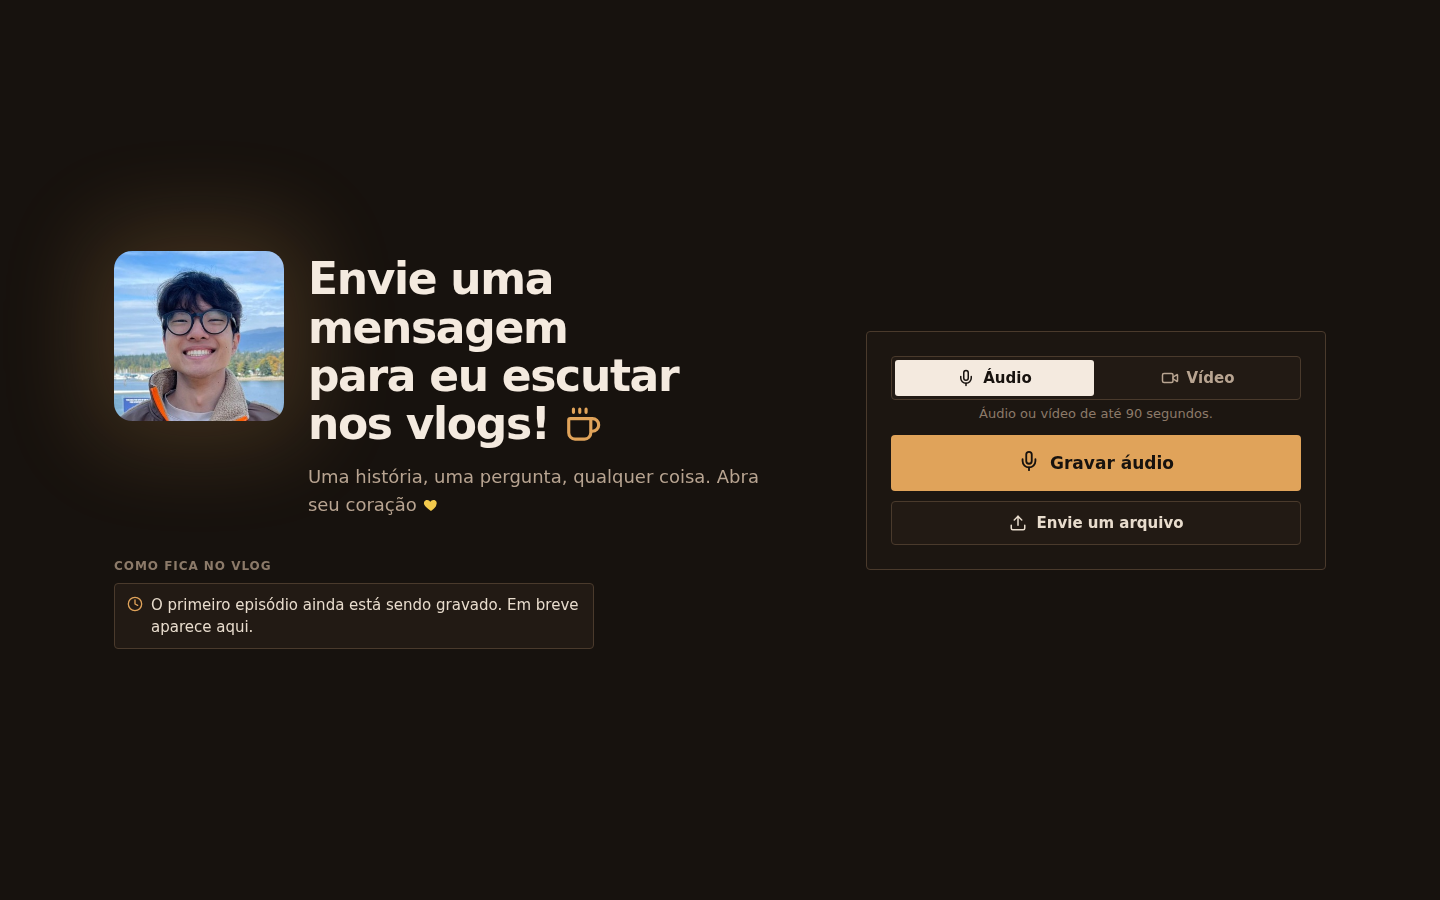 Envie uma
mensagem
para eu escutar
nos vlogs!
Uma história, uma pergunta, qualquer coisa. Abra
seu coração
COMO FICA NO VLOG
O primeiro episódio ainda está sendo gravado. Em breve
aparece aqui.
Áudio
Vídeo
Áudio ou vídeo de até 90 segundos.
Gravar áudio
Envie um arquivo